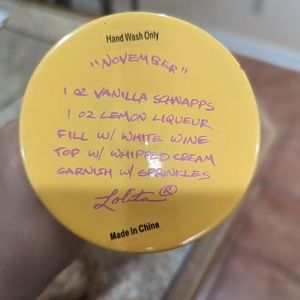 Hand Wash Only
"NOVEMBER"
1 OZ VANILLA SCHNAPPS
1 OZ LEMON LIQUEUR
FILL W/ WHITE WINE
TOP W/ WHIPPED CREAM
GARNISH W/ SPRINKLES
Lolita®
Made in China